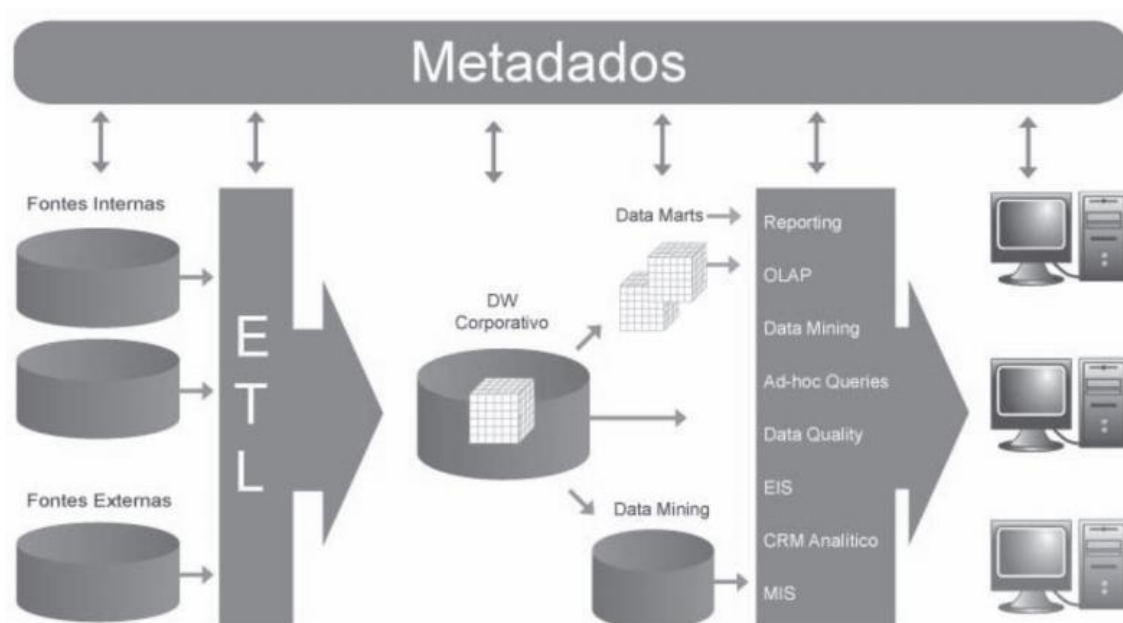 Metadados
Fontes Internas
Fontes Externas
E
T
L
DW
Corporativo
Data Marts
Data Mining
Reporting
OLAP
Data Mining
Ad-hoc Queries
Data Quality
EIS
CRM Analítico
MIS